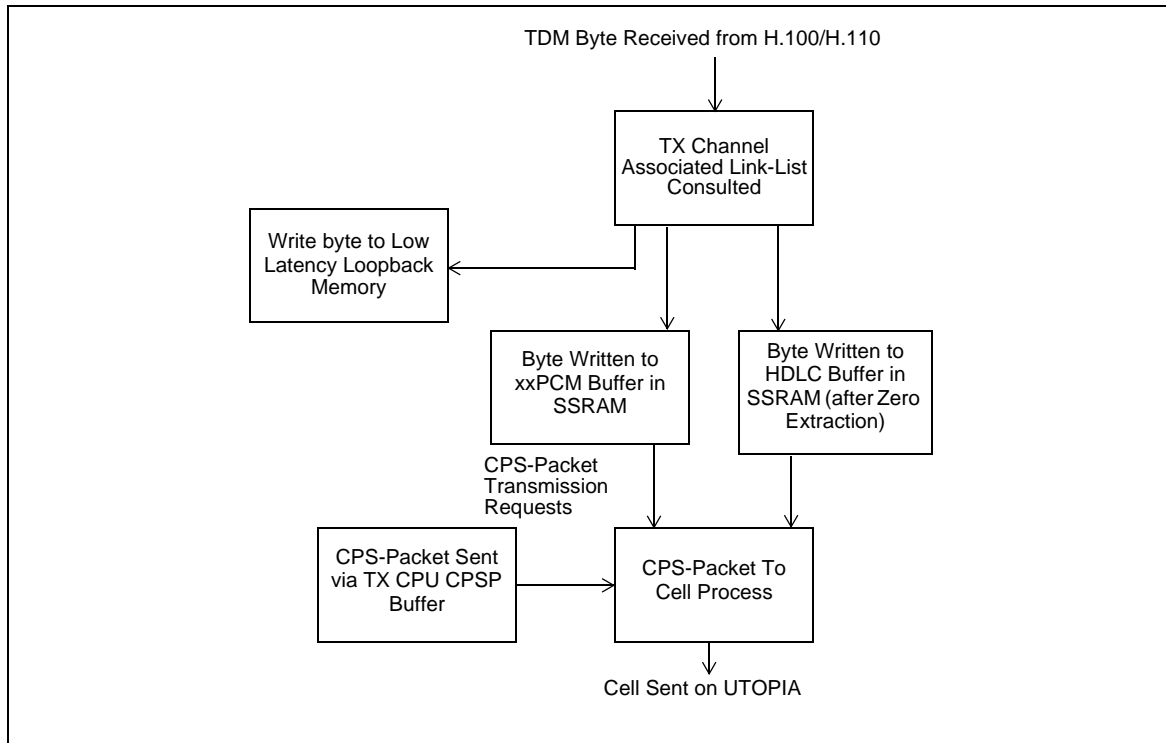 TDM Byte Received from H.100/H.110
TX Channel
Associated Link-List
Consulted
Write byte to Low
Latency Loopback
Memory
Byte Written to
xxPCM Buffer in
SSRAM
Byte Written to
HDLC Buffer in
SSRAM (after Zero
Extraction)
CPS-Packet
Transmission
Requests
CPS-Packet Sent
via TX CPU CPSP
Buffer
CPS-Packet To
Cell Process
Cell Sent on UTOPIA